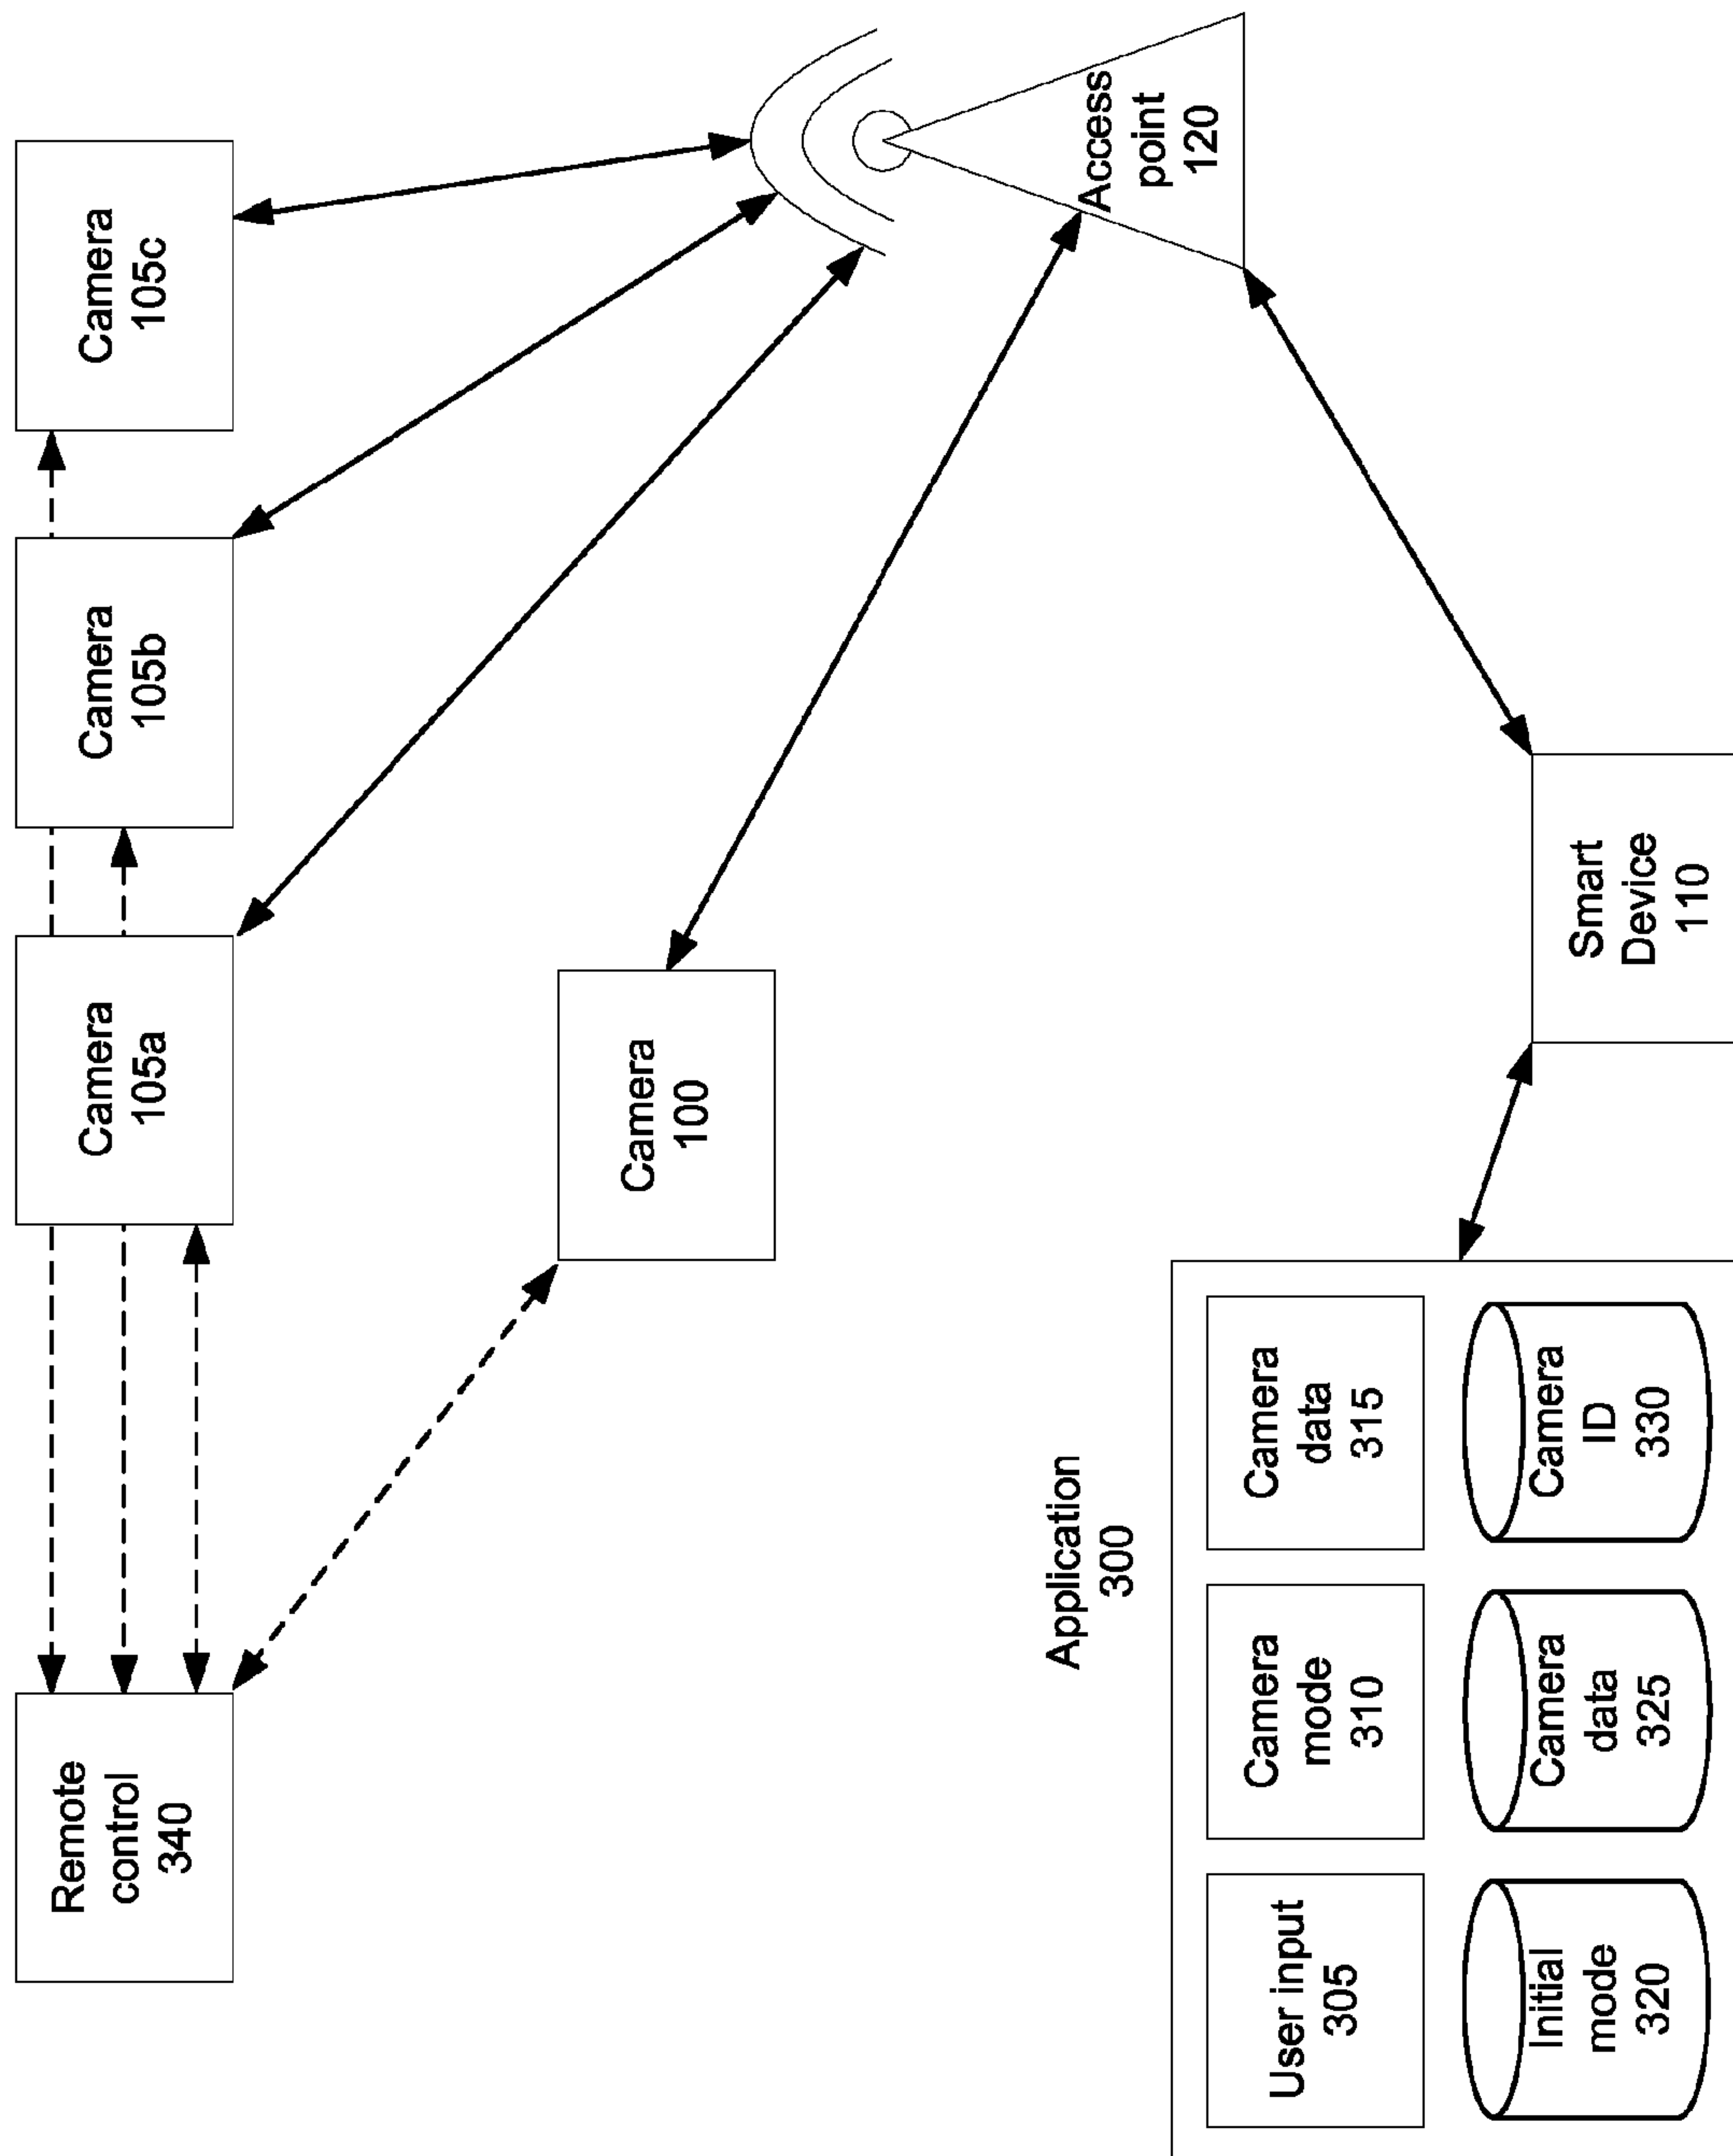 Remote
control
340
Camera
105a
Camera
105b
Camera
105c
Camera
100
Access
point
120
Application
300
User input
305
Camera
mode
310
Camera
data
315
Initial
mode
320
Camera
data
325
Camera
ID
330
Smart
Device
110